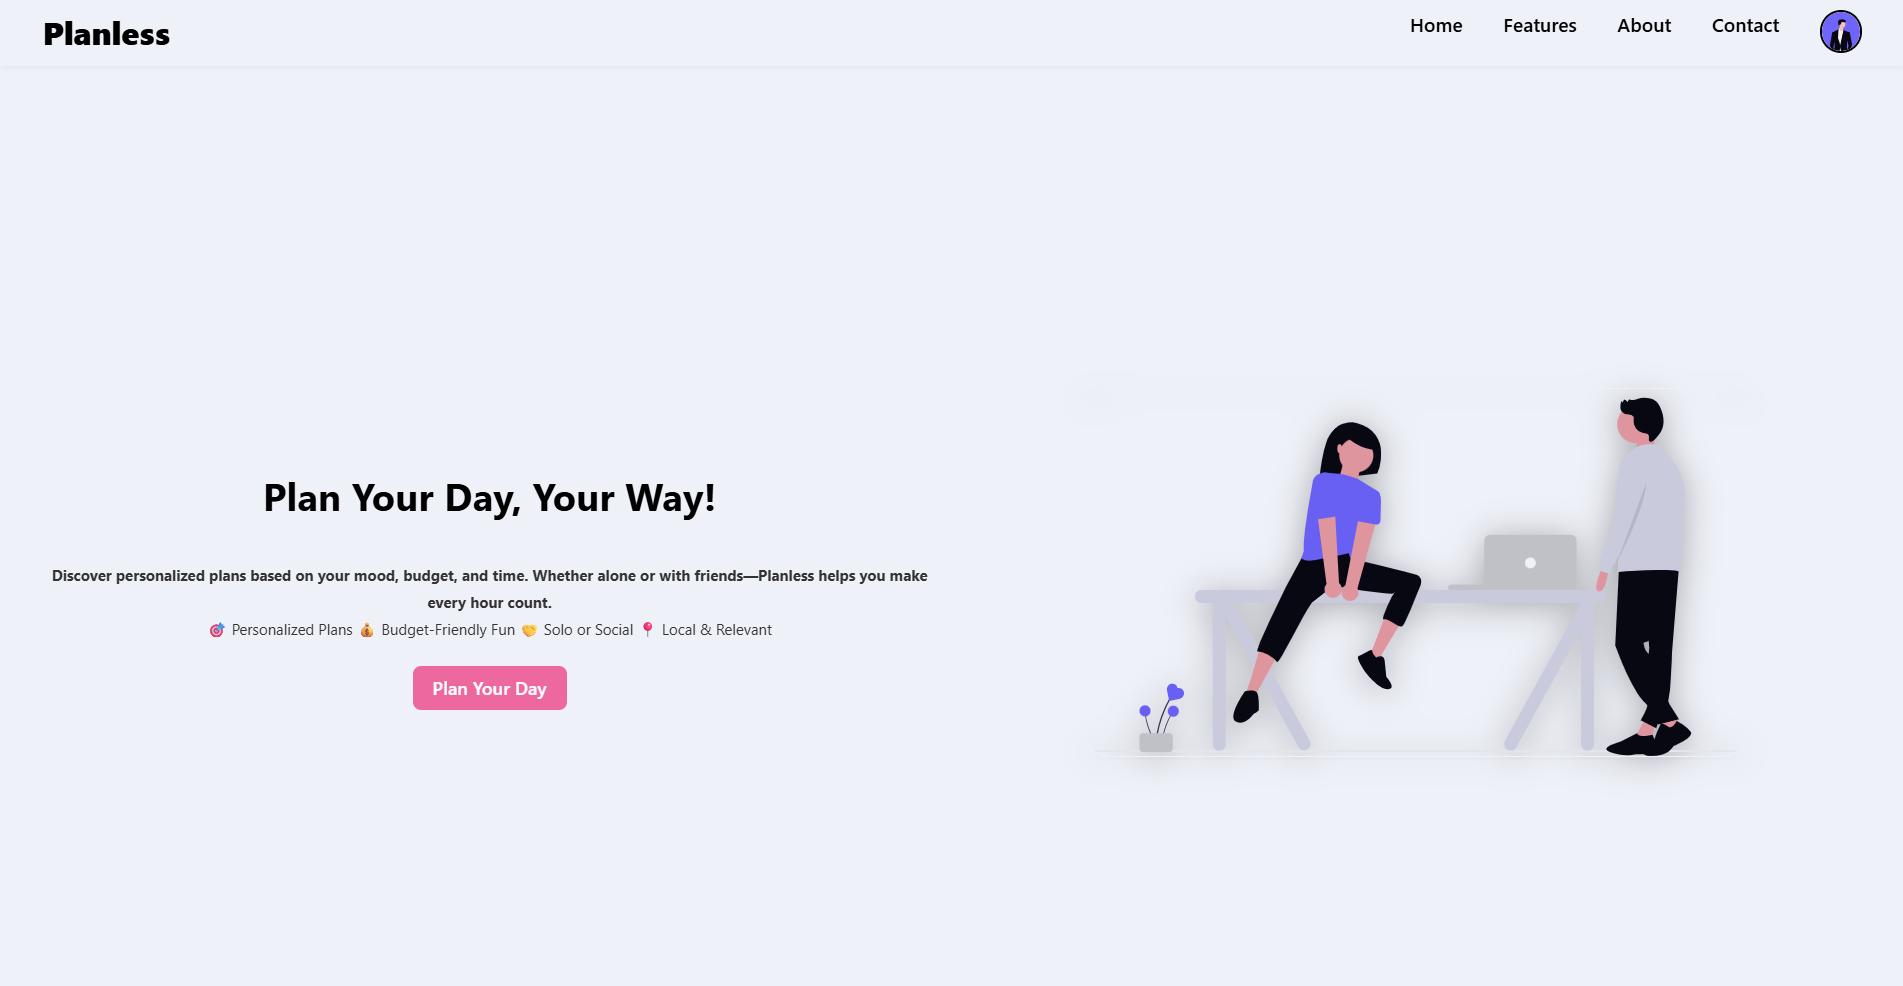 Planless
Home Features About Contact
Plan Your Day, Your Way!
Discover personalized plans based on your mood, budget, and time. Whether alone or with friends—Planless helps you make
every hour count.
🎯 Personalized Plans 💰 Budget-Friendly Fun 🤝 Solo or Social 📍 Local & Relevant
Plan Your Day